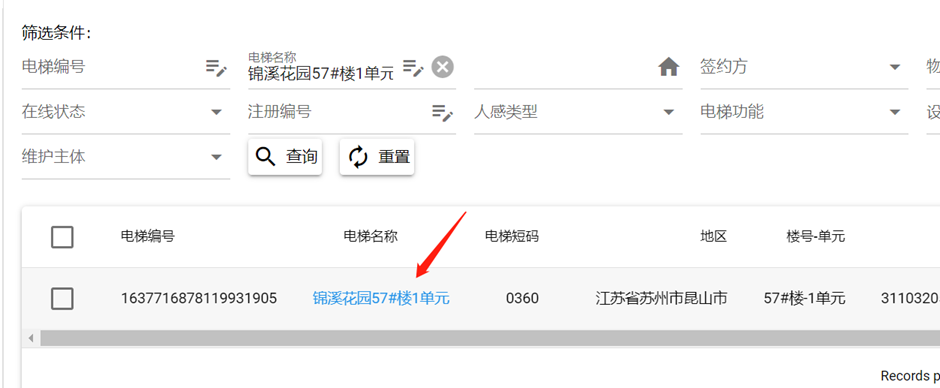 筛选条件：
电梯编号
电梯名称
锦溪花园57#楼1单元
签约方
在线状态
注册编号
人感类型
电梯功能
维护主体
查询
重置
电梯编号 电梯名称 电梯短码 地区 楼号-单元
1637716878119931905 锦溪花园57#楼1单元 0360 江苏省苏州市昆山市 57#楼-1单元 3110320
Records p